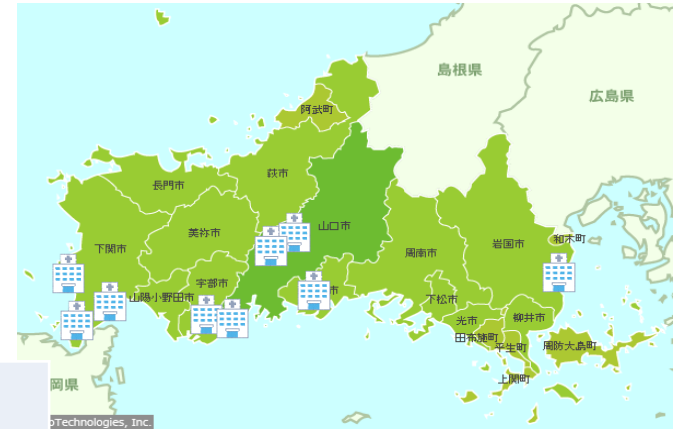 島根県
広島県
阿武町
萩市
長門市
山口市
美祢市
下関市
岩国市
和木町
周南市
宇部市
山陽小野田市
市
下松市
光市
柳井市
田布施町
平生町
周防大島町
上関町
岡県
oTechnologies, Inc.